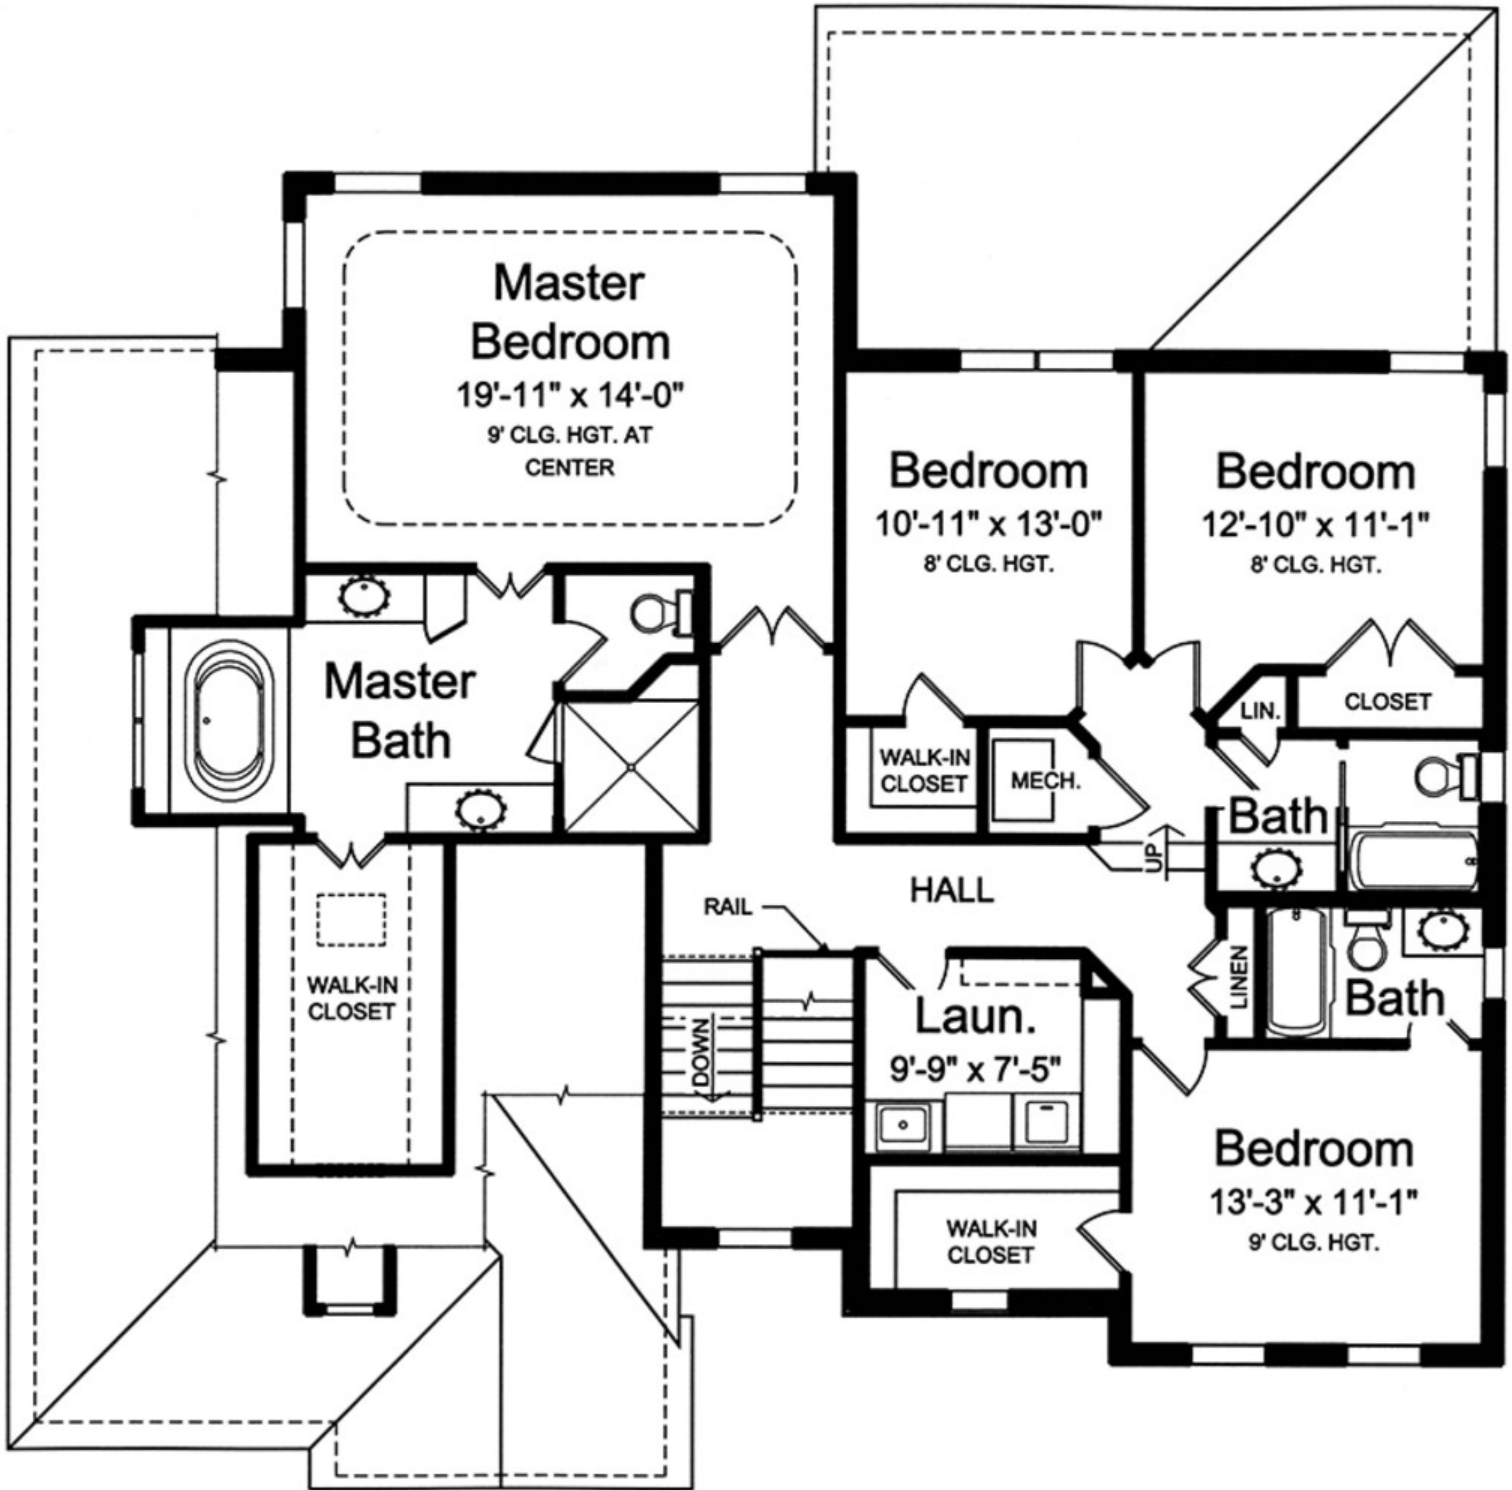 Master
Bedroom
19'-11" x 14'-0"
9' CLG. HGT. AT
CENTER
Bedroom
10'-11" x 13'-0"
8' CLG. HGT.
Bedroom
12'-10" x 11'-1"
8' CLG. HGT.
Master
Bath
WALK-IN
CLOSET
MECH.
LIN.
CLOSET
Bath
UP
HALL
RAIL
WALK-IN
CLOSET
DOWN
Laun.
9'-9" x 7'-5"
LINEN
Bath
Bedroom
13'-3" x 11'-1"
9' CLG. HGT.
WALK-IN
CLOSET